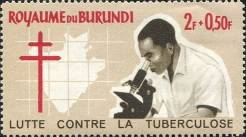 ROYAUME DU BURUNDI
2F+0,50F
LUTTE CONTRE LA TUBERCULOSE